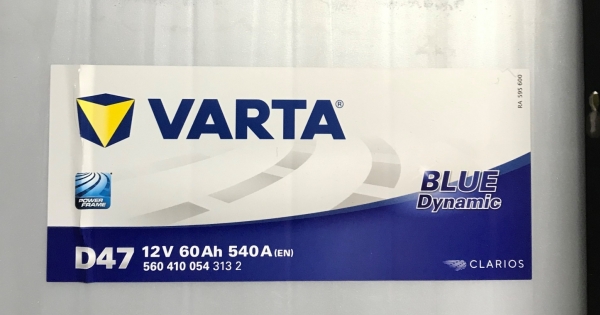 VARTA®
RA 595 600
POWER FRAME
BLUE
Dynamic
D47 12V 60Ah 540A (EN)
560 410 054 313 2
CLARIOS